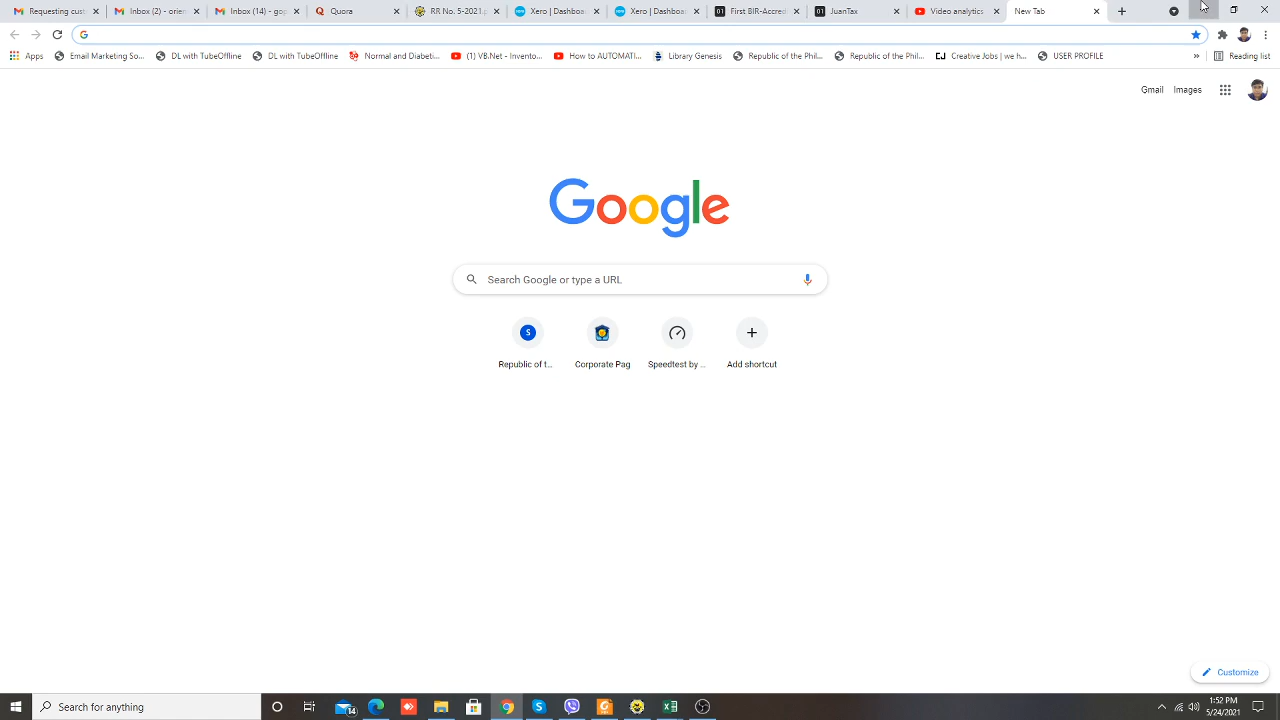 Requesting cust
Inbox (2) - orien
Inbox (14) - gpp
Quora
RR No. 5-2021.p
Xero | Dashboa
Xero | Dashboa
First BIR-Accred
JuanTax
Video analytics
New Tab
Apps
Email Marketing So...
DL with TubeOffline
DL with TubeOffline
Normal and Diabeti...
(1) VB.Net - Invento...
How to AUTOMATI...
Library Genesis
Republic of the Phil...
Republic of the Phil...
Creative Jobs | we h...
USER PROFILE
»
Reading list
Gmail
Images
Google
Search Google or type a URL
S
Republic of t...
Corporate Pag
Speedtest by ...
Add shortcut
Customize
Search for anything
14
1:52 PM
5/24/2021